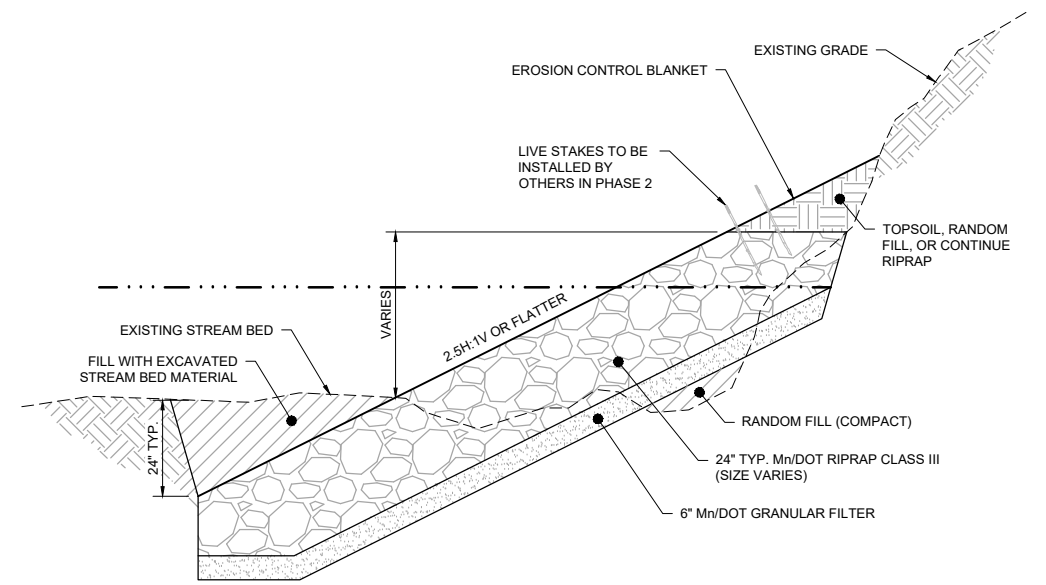 EXISTING GRADE
EROSION CONTROL BLANKET
LIVE STAKES TO BE
INSTALLED BY
OTHERS IN PHASE 2
TOPSOIL, RANDOM
FILL, OR CONTINUE
RIPRAP
VARIES
2.5H:1V OR FLATTER
EXISTING STREAM BED
FILL WITH EXCAVATED
STREAM BED MATERIAL
24" TYP.
RANDOM FILL (COMPACT)
24" TYP. Mn/DOT RIPRAP CLASS III
(SIZE VARIES)
6" Mn/DOT GRANULAR FILTER